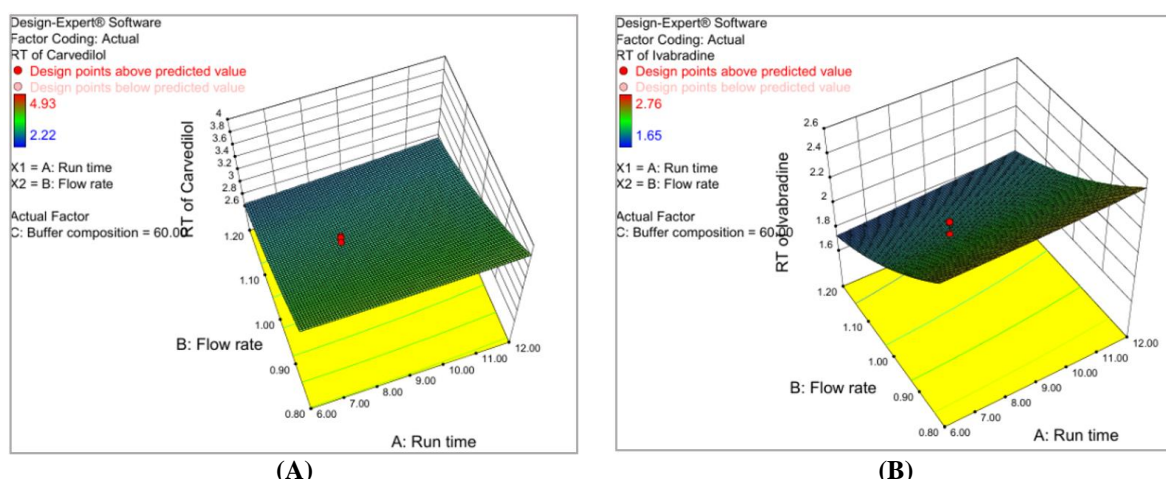 Design-Expert® Software
Factor Coding: Actual
RT of Carvedilol
Design points above predicted value
Design points below predicted value
4.93
2.22
X1 = A: Run time
X2 = B: Flow rate
Actual Factor
C: Buffer composition = 60.00
RT of Carvedilol
4
3.8
3.6
3.4
3.2
3
2.8
2.6
1.20
1.10
1.00
0.90
0.80
B: Flow rate
6.00
7.00
8.00
9.00
10.00
11.00
12.00
A: Run time
(A)
Design-Expert® Software
Factor Coding: Actual
RT of Ivabradine
Design points above predicted value
Design points below predicted value
2.76
1.65
X1 = A: Run time
X2 = B: Flow rate
Actual Factor
C: Buffer composition = 60.00
RT of Ivabradine
2.6
2.4
2.2
2
1.8
1.6
1.20
1.10
1.00
0.90
0.80
B: Flow rate
6.00
7.00
8.00
9.00
10.00
11.00
12.00
A: Run time
(B)